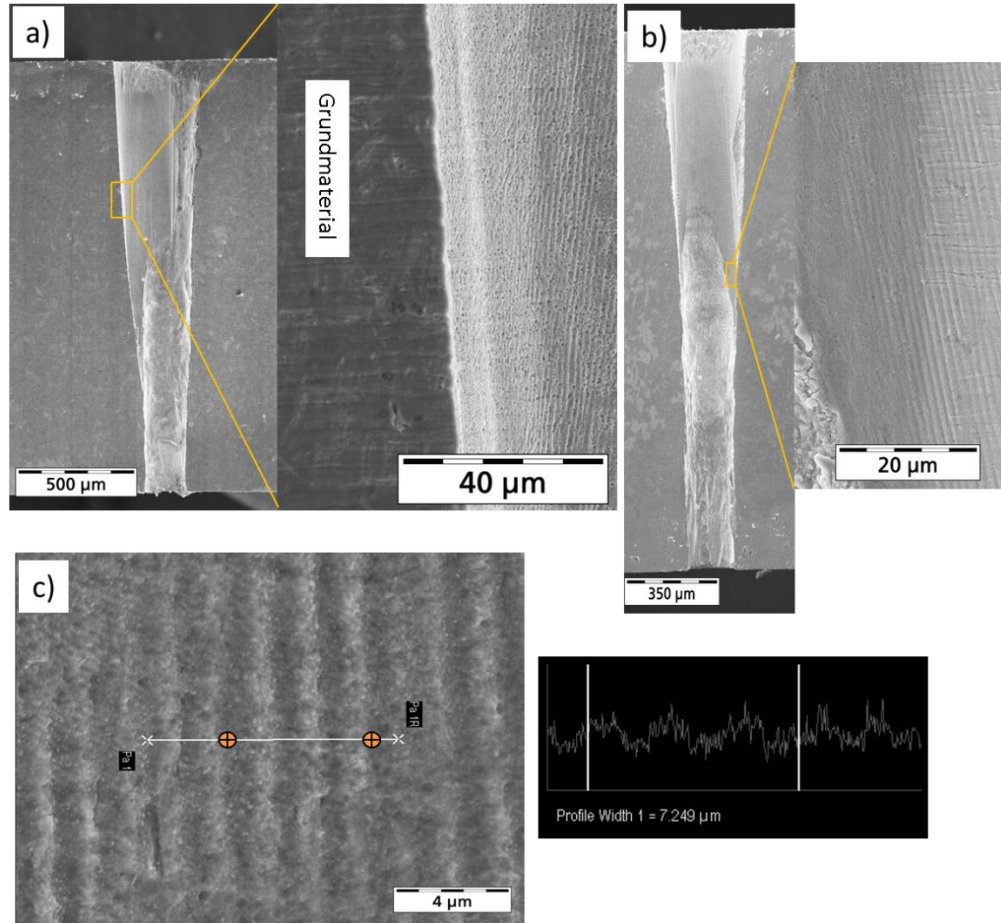 a)
Grundmaterial
500 µm
40 µm
b)
20 µm
350 µm
c)
Pa 1
Pa 1R
4 µm
Profile Width 1 = 7.249 µm